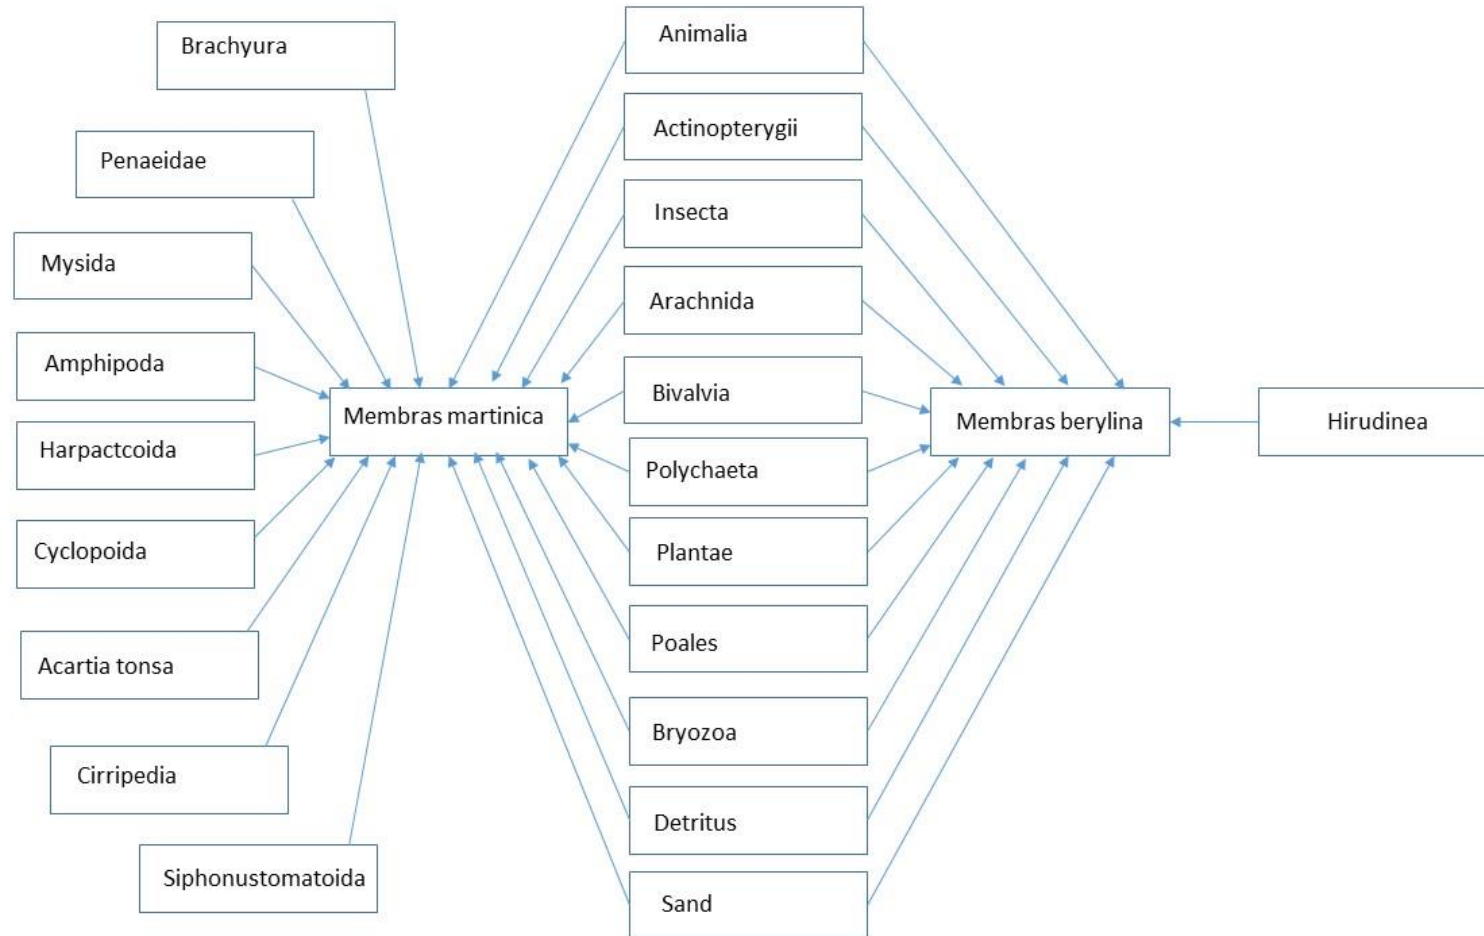 Brachyura
Penaeidae
Mysida
Amphipoda
Harpactcoida
Cyclopoida
Acartia tonsa
Cirripedia
Siphonustomatoida
Membras martinica
Animalia
Actinopterygii
Insecta
Arachnida
Bivalvia
Polychaeta
Plantae
Poales
Bryozoa
Detritus
Sand
Membras berylina
Hirudinea